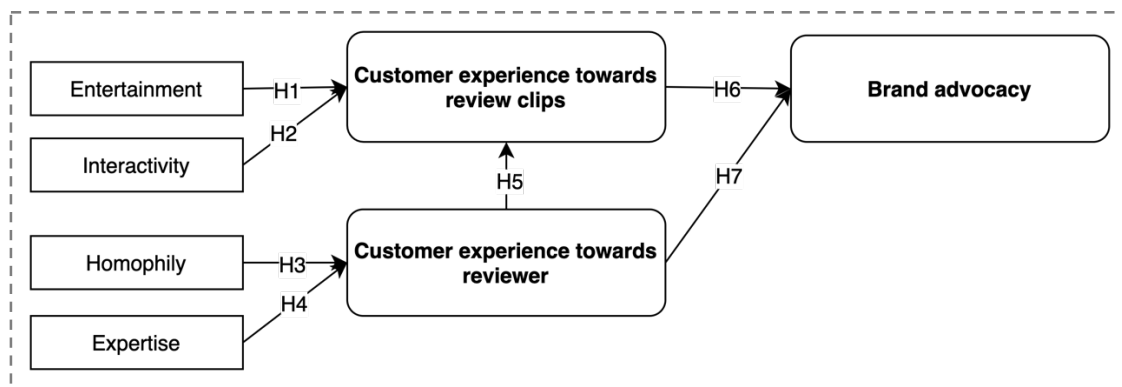 Entertainment
H1
Customer experience towards
review clips
H6
Brand advocacy
H2
Interactivity
H5
H7
Homophily
H3
Customer experience towards
reviewer
H4
Expertise